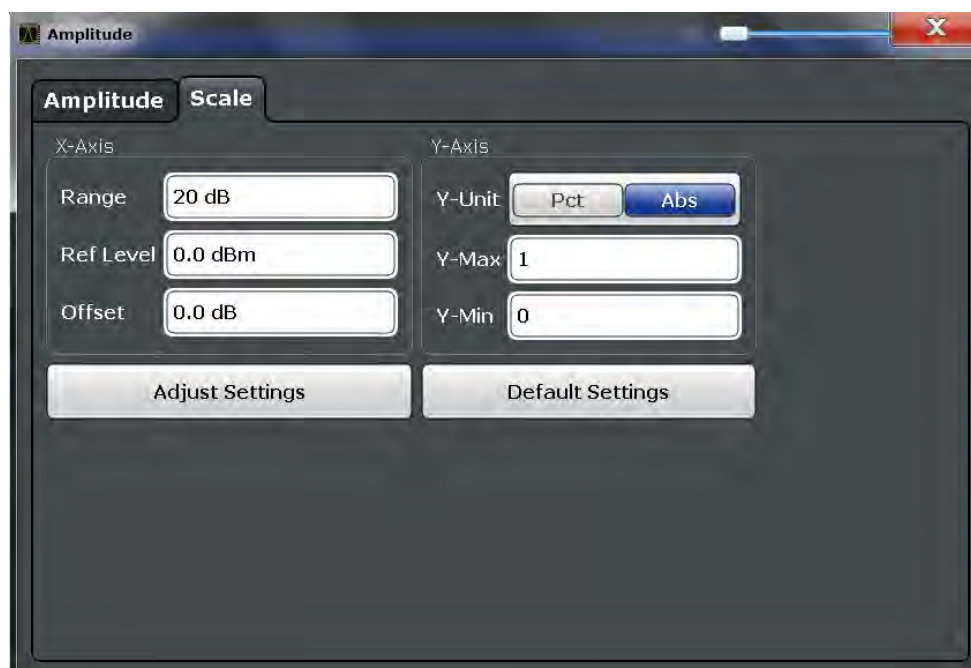 Amplitude
X
Amplitude Scale
X-Axis
Range 20 dB
Ref Level 0.0 dBm
Offset 0.0 dB
Y-Axis
Y-Unit Pct Abs
Y-Max 1
Y-Min 0
Adjust Settings
Default Settings